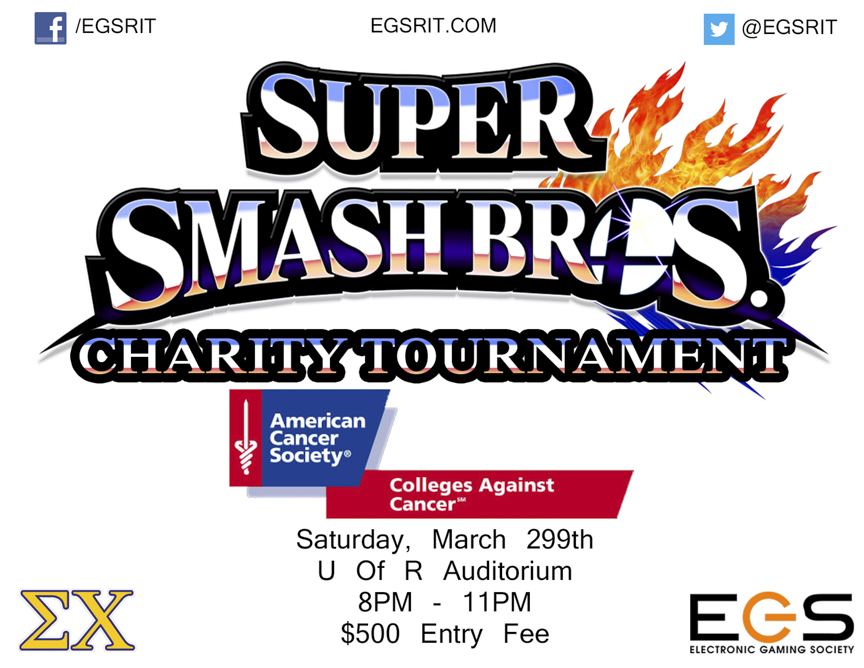 /EGSRIT
EGSRIT.COM
@EGSRIT
SUPER
SMASH BROS.
CHARITY TOURNAMENT
American
Cancer
Society®
Colleges Against
Cancer℠
Saturday, March 299th
U Of R Auditorium
8PM - 11PM
$500 Entry Fee
ΣΧ
EGS
ELECTRONIC GAMING SOCIETY